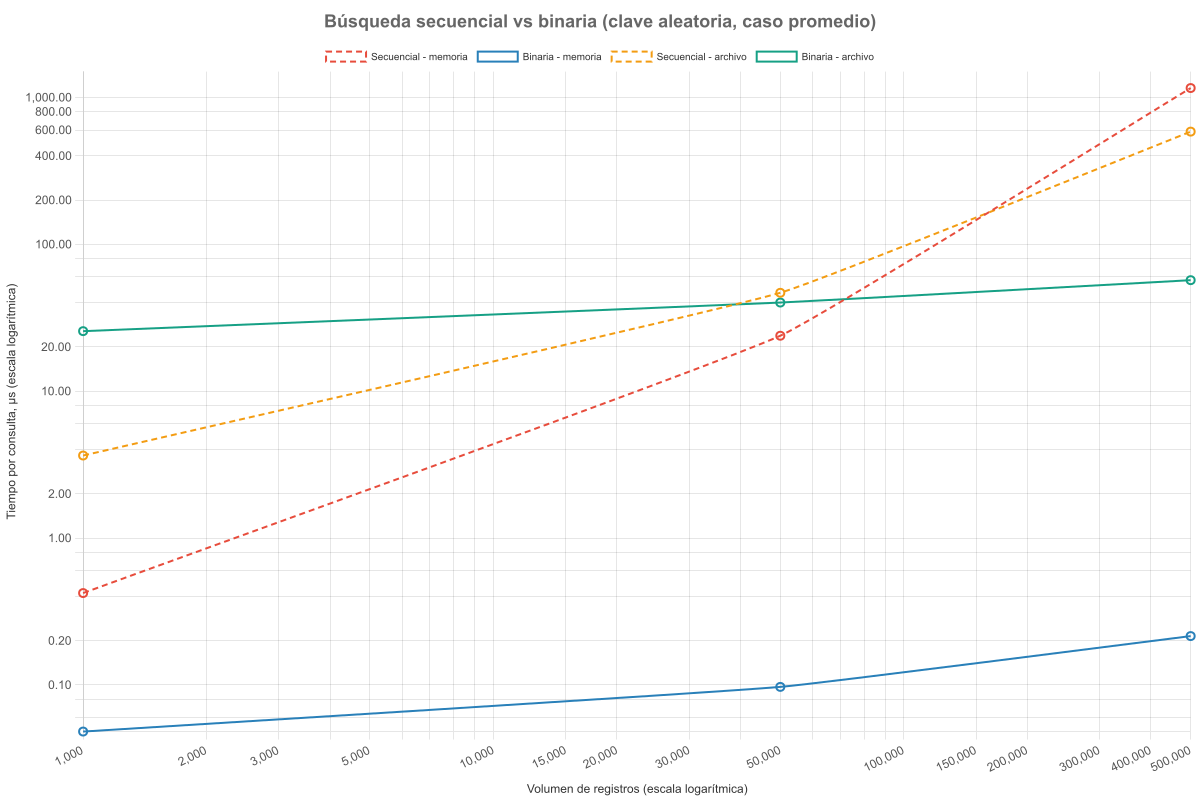 Búsqueda secuencial vs binaria (clave aleatoria, caso promedio)
Secuencial - memoria Binaria - memoria Secuencial - archivo Binaria - archivo
Tiempo por consulta, µs (escala logarítmica)
1,000.00
800.00
600.00
400.00
200.00
100.00
20.00
10.00
2.00
1.00
0.20
0.10
1,000 2,000 3,000 5,000 10,000 15,000 20,000 30,000 50,000 100,000 150,000 200,000 300,000 400,000 500,000
Volumen de registros (escala logarítmica)